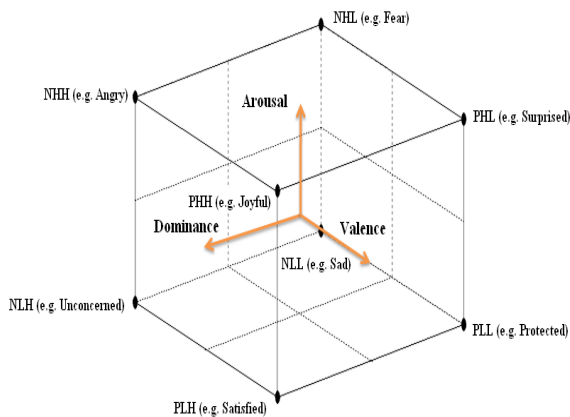 NHL (e.g. Fear)
NHH (e.g. Angry)
Arousal
PHL (e.g. Surprised)
PHH (e.g. Joyful)
Dominance
Valence
NLL (e.g. Sad)
NLH (e.g. Unconcerned)
PLL (e.g. Protected)
PLH (e.g. Satisfied)